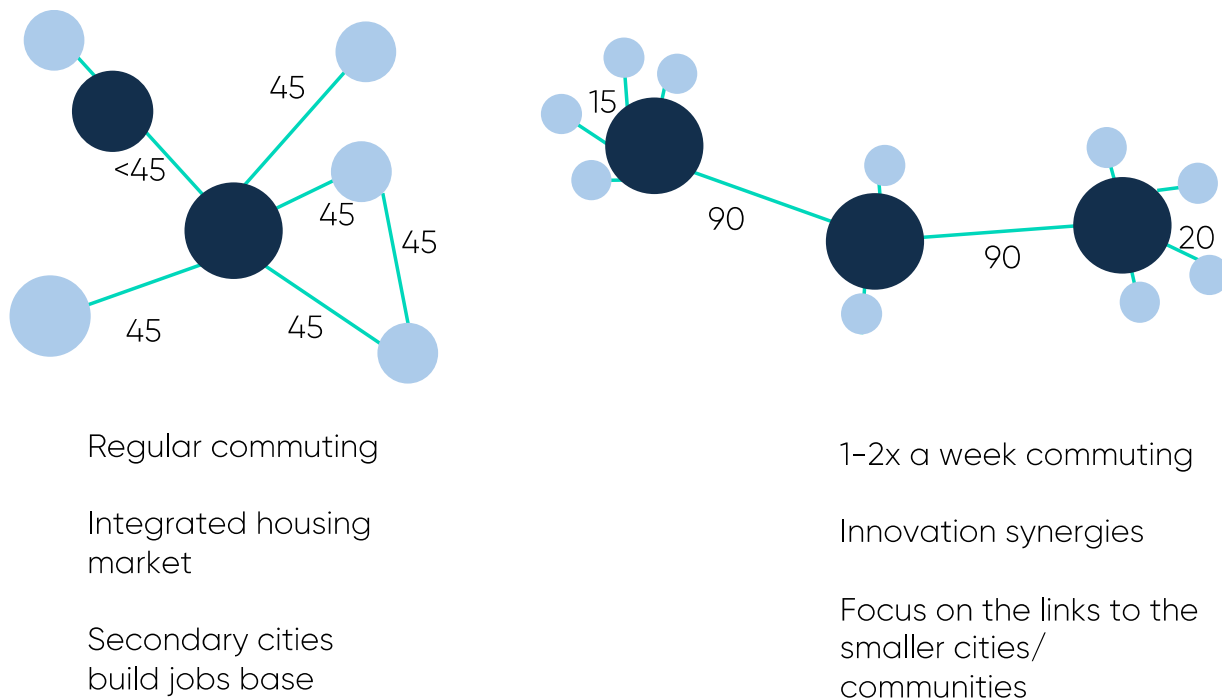 45
<45
45
45
45
45
15
90
90
20
Regular commuting
Integrated housing
market
Secondary cities
build jobs base
1-2x a week commuting
Innovation synergies
Focus on the links to the
smaller cities/
communities